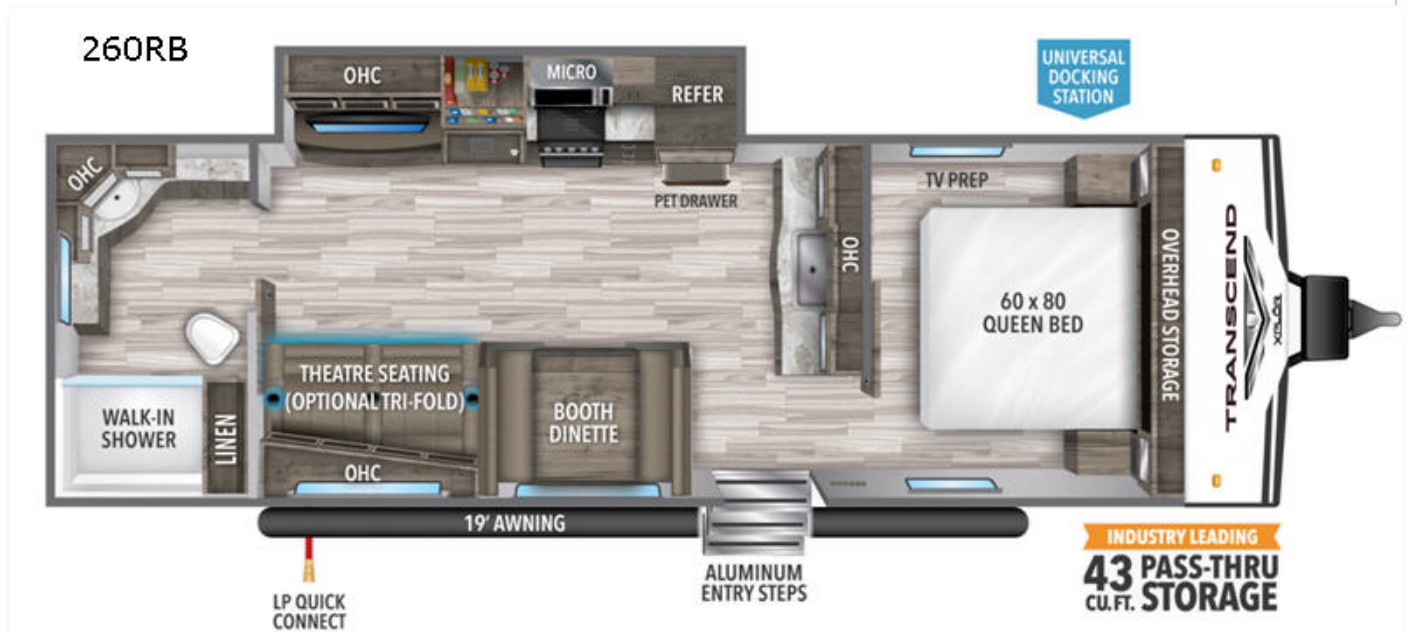 260RB
OHC
MICRO
REFER
UNIVERSAL
DOCKING
STATION
OHC
TV PREP
PET DRAWER
OHC
60 x 80
QUEEN BED
OVERHEAD STORAGE
TRANSCEND
XPLOR
THEATRE SEATING
(OPTIONAL TRI-FOLD)
BOOTH
DINETTE
WALK-IN
SHOWER
LINEN
OHC
19' AWNING
ALUMINUM
ENTRY STEPS
LP QUICK
CONNECT
INDUSTRY LEADING
43 CU. FT. PASS-THRU
STORAGE